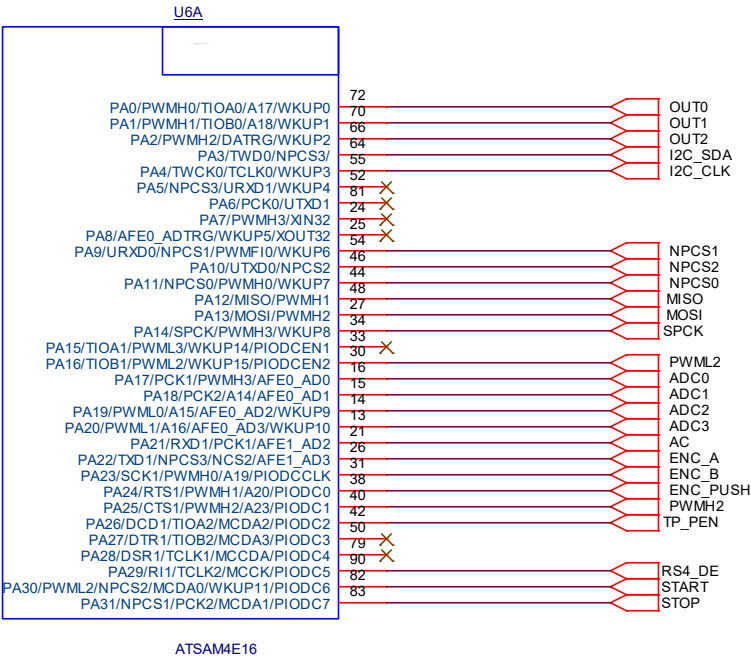 U6A
PA0/PWMH0/TIOA0/A17/WKUP0 72 OUT0
PA1/PWMH1/TIOB0/A18/WKUP1 70 OUT1
PA2/PWMH2/DATRG/WKUP2 66 OUT2
PA3/TWD0/NPCS3/ 64 I2C_SDA
PA4/TWCK0/TCLK0/WKUP3 55 I2C_CLK
PA5/NPCS3/URXD1/WKUP4 52
PA6/PCK0/UTXD1 81
PA7/PWMH3/XIN32 24
PA8/AFE0_ADTRG/WKUP5/XOUT32 25
PA9/URXD0/NPCS1/PWMFI0/WKUP6 54 NPCS1
PA10/UTXD0/NPCS2 46 NPCS2
PA11/NPCS0/PWMH0/WKUP7 44 NPCS0
PA12/MISO/PWMH1 48 MISO
PA13/MOSI/PWMH2 27 MOSI
PA14/SPCK/PWMH3/WKUP8 34 SPCK
PA15/TIOA1/PWML3/WKUP14/PIODCEN1 33
PA16/TIOB1/PWML2/WKUP15/PIODCEN2 30 PWML2
PA17/PCK1/PWMH3/AFE0_AD0 16 ADC0
PA18/PCK2/A14/AFE0_AD1 15 ADC1
PA19/PWML0/A15/AFE0_AD2/WKUP9 14 ADC2
PA20/PWML1/A16/AFE0_AD3/WKUP10 13 ADC3
PA21/RXD1/PCK1/AFE1_AD2 21 AC
PA22/TXD1/NPCS3/NCS2/AFE1_AD3 26 ENC_A
PA23/SCK1/PWMH0/A19/PIODCCLK 31 ENC_B
PA24/RTS1/PWMH1/A20/PIODC0 38 ENC_PUSH
PA25/CTS1/PWMH2/A23/PIODC1 40 PWMH2
PA26/DCD1/TIOA2/MCDA2/PIODC2 42 TP_PEN
PA27/DTR1/TIOB2/MCDA3/PIODC3 50
PA28/DSR1/TCLK1/MCCDA/PIODC4 79
PA29/RI1/TCLK2/MCCK/PIODC5 90 RS4_DE
PA30/PWML2/NPCS2/MCDA0/WKUP11/PIODC6 82 START
PA31/NPCS1/PCK2/MCDA1/PIODC7 83 STOP
ATSAM4E16